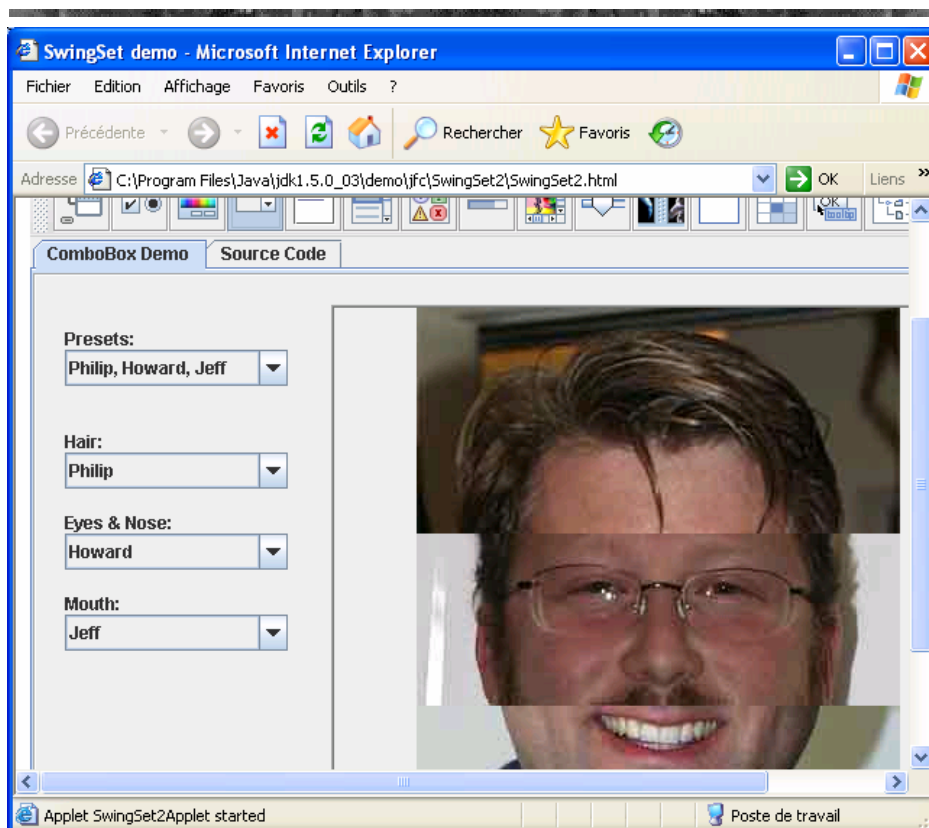 SwingSet demo - Microsoft Internet Explorer
Fichier Edition Affichage Favoris Outils ?
Précédente Rechercher Favoris
Adresse C:\Program Files\Java\jdk1.5.0_03\demo\jfc\SwingSet2\SwingSet2.html OK Liens »
OK
tooltip
ComboBox Demo Source Code
Presets:
Philip, Howard, Jeff
Hair:
Philip
Eyes & Nose:
Howard
Mouth:
Jeff
Applet SwingSet2Applet started Poste de travail